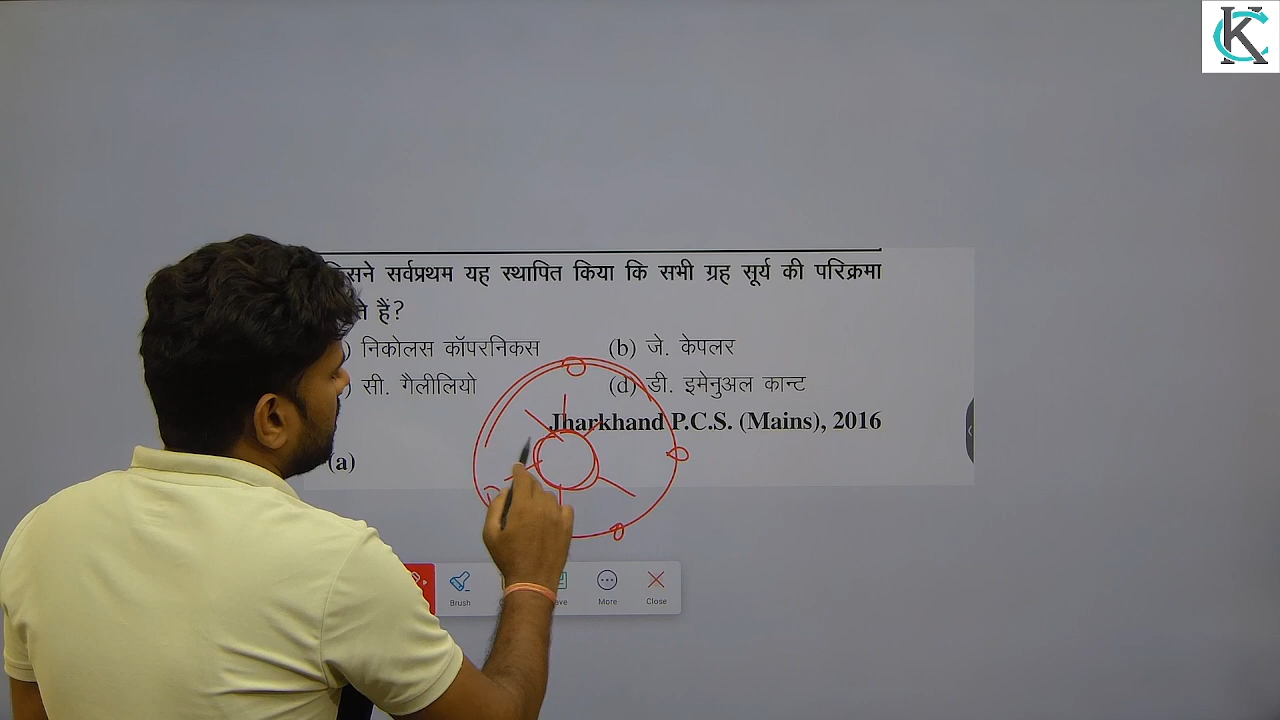 सर्वप्रथम यह स्थापित किया कि सभी ग्रह सूर्य की परिक्रमा
हैं?
निकोलस कॉपरनिकस (b) जे. केपलर
सी. गैलीलियो (d) डी. इमेनुअल कान्ट
Jharkhand P.C.S. (Mains), 2016
(a)
Brush
More
Close
KC